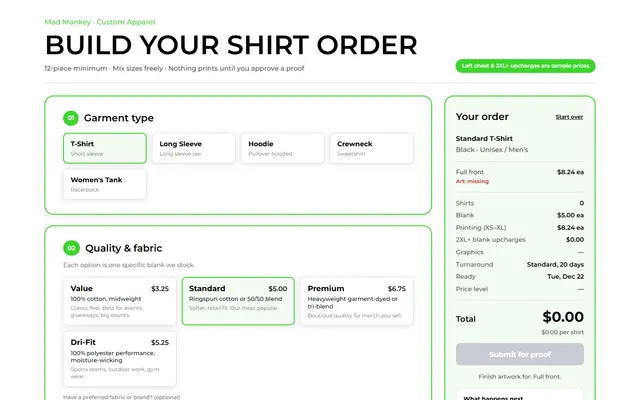 Mad Monkey · Custom Apparel
BUILD YOUR SHIRT ORDER
12-piece minimum · Mix sizes freely · Nothing prints until you approve a proof
Left chest & 2XL+ upcharges are sample prices
01 Garment type
T-Shirt
Short sleeve
Long Sleeve
Long sleeve tee
Hoodie
Pullover hooded
Crewneck
Sweatshirt
Women's Tank
Racerback
02 Quality & fabric
Each option is one specific blank we stock.
Value $3.25
100% cotton, midweight
Classic feel. Best for events,
giveaways, big counts.
Standard $5.00
Ringspun cotton or 50/50 blend
Softer, retail fit. Our most popular.
Premium $6.75
Heavyweight garment-dyed or
tri-blend
Boutique quality for merch you sell.
Dri-Fit $5.25
100% polyester performance,
moisture-wicking
Sports teams, outdoor work, gym
wear.
Have a preferred fabric or brand? (optional)
Your order Start over
Standard T-Shirt
Black · Unisex / Men's
Full front $8.24 ea
Art: missing
Shirts 0
Blank $5.00 ea
Printing (XS–XL) $8.24 ea
2XL+ blank upcharges $0.00
Graphics —
Turnaround Standard, 20 days
Ready Tue, Dec 22
Price level —
Total $0.00
$0.00 per shirt
Submit for proof
Finish artwork for: Full front.
What happens next